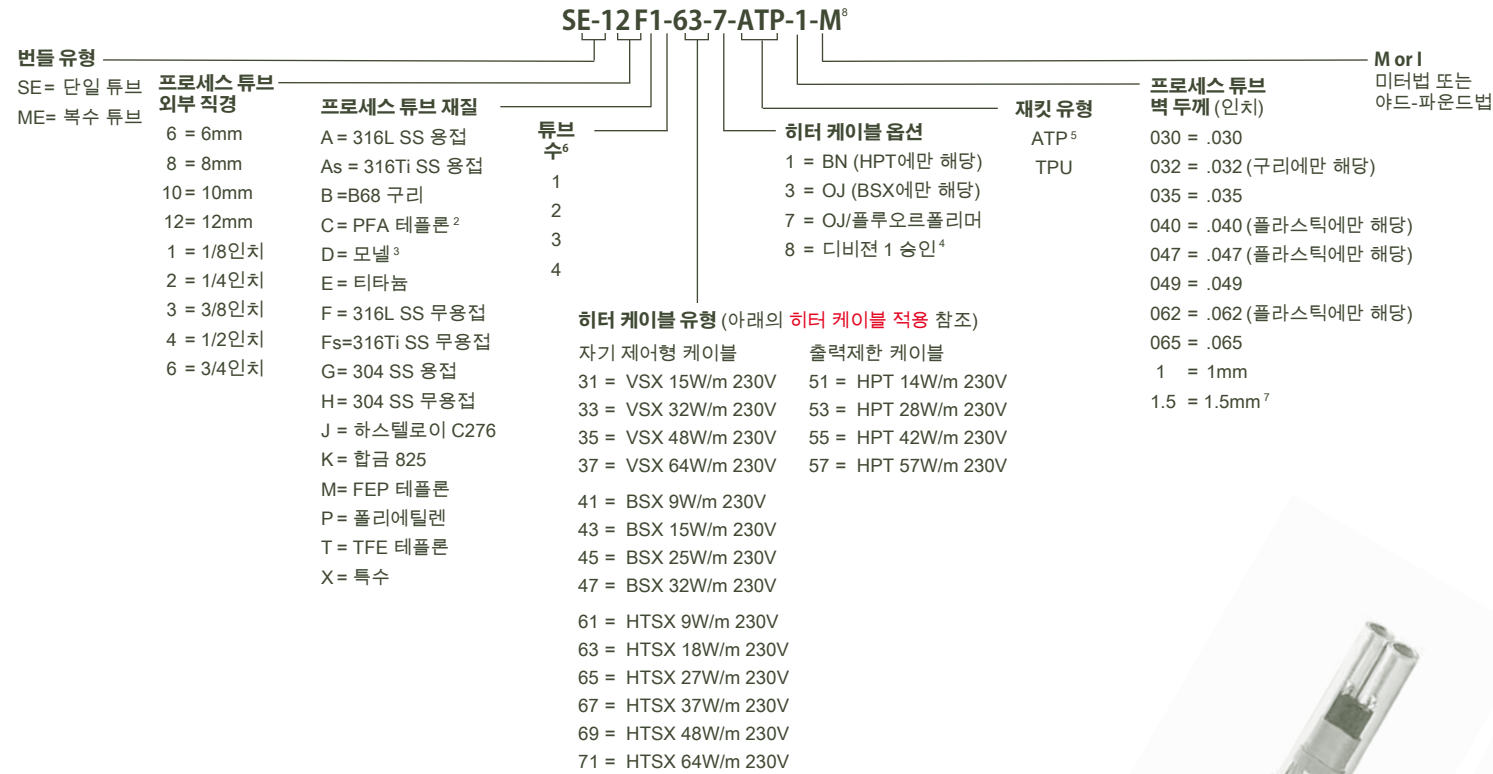 SE-12F1-63-7-ATP-1-M⁸
번들 유형
SE= 단일 튜브
ME= 복수 튜브
프로세스 튜브
외부 직경
6 = 6mm
8 = 8mm
10 = 10mm
12= 12mm
1 = 1/8인치
2 = 1/4인치
3 = 3/8인치
4 = 1/2인치
6 = 3/4인치
프로세스 튜브 재질
A = 316L SS 용접
As = 316Ti SS 용접
B =B68 구리
C= PFA 테플론 ²
D= 모넬 ³
E = 티타늄
F = 316L SS 무용접
Fs=316Ti SS 무용접
G= 304 SS 용접
H= 304 SS 무용접
J = 하스텔로이 C276
K= 합금 825
M= FEP 테플론
P = 폴리에틸렌
T = TFE 테플론
X = 특수
튜브
수⁶
1
2
3
4
히터 케이블 유형 (아래의 히터 케이블 적용 참조)
자기 제어형 케이블
31 = VSX 15W/m 230V
33 = VSX 32W/m 230V
35 = VSX 48W/m 230V
37 = VSX 64W/m 230V
41 = BSX 9W/m 230V
43 = BSX 15W/m 230V
45 = BSX 25W/m 230V
47 = BSX 32W/m 230V
61 = HTSX 9W/m 230V
63 = HTSX 18W/m 230V
65 = HTSX 27W/m 230V
67 = HTSX 37W/m 230V
69 = HTSX 48W/m 230V
71 = HTSX 64W/m 230V
출력제한 케이블
51 = HPT 14W/m 230V
53 = HPT 28W/m 230V
55 = HPT 42W/m 230V
57 = HPT 57W/m 230V
히터 케이블 옵션
1 = BN (HPT에만 해당)
3 = OJ (BSX에만 해당)
7 = OJ/플루오르폴리머
8 = 디비젼 1 승인 ⁴
재킷 유형
ATP ⁵
TPU
프로세스 튜브
벽 두께 (인치)
030 = .030
032 = .032 (구리에만 해당)
035 = .035
040 = .040 (플라스틱에만 해당)
047 = .047 (플라스틱에만 해당)
049 = .049
062 = .062 (플라스틱에만 해당)
065 = .065
1 = 1mm
1.5 = 1.5mm ⁷
M or I
미터법 또는
야드-파운드법